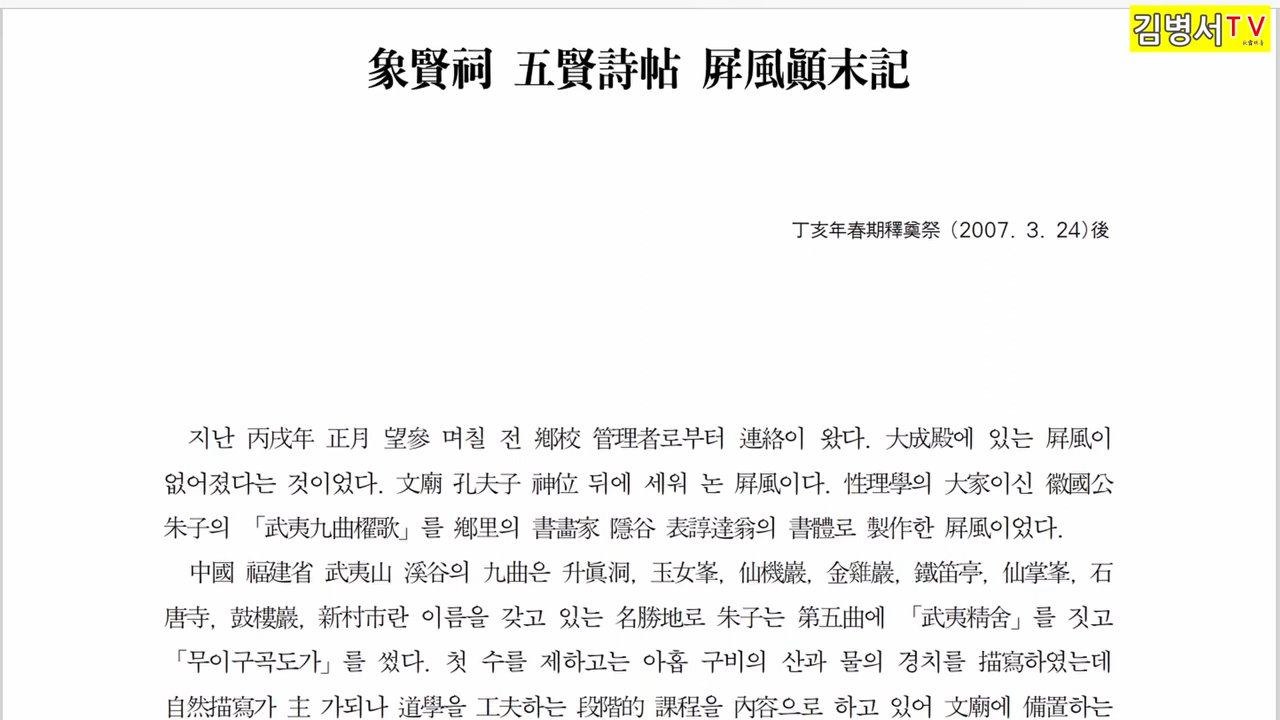 김병서TV
象賢祠 五賢詩帖 屛風顚末記
丁亥年春期釋奠祭 (2007. 3. 24)後
지난 丙戌年 正月 望參 며칠 전 鄕校 管理者로부터 連絡이 왔다. 大成殿에 있는 屛風이
없어졌다는 것이었다. 文廟 孔夫子 神位 뒤에 세워 논 屛風이다. 性理學의 大家이신 徽國公
朱子의 「武夷九曲櫂歌」를 鄕里의 書畵家 隱谷 表諄達翁의 書體로 製作한 屛風이었다.
中國 福建省 武夷山 溪谷의 九曲은 升眞洞, 玉女峯, 仙機巖, 金雞巖, 鐵笛亭, 仙掌峯, 石
唐寺, 鼓樓巖, 新村市란 이름을 갖고 있는 名勝地로 朱子는 第五曲에 「武夷精舍」를 짓고
「무이구곡도가」를 썼다. 첫 수를 제하고는 아홉 구비의 산과 물의 경치를 描寫하였는데
自然描寫가 主 가되나 道學을 工夫하는 段階的 課程을 內容으로 하고 있어 文廟에 備置하는